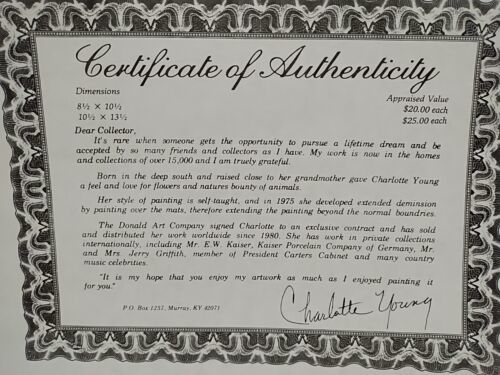 Certificate of Authenticity
Dimensions
8½ × 10½
10½ × 13½
Appraised Value
$20.00 each
$25.00 each
Dear Collector,
It's rare when someone gets the opportunity to pursue a lifetime dream and be
accepted by so many friends and collectors as I have. My work is now in the homes
and collections of over 15,000 and I am truely grateful.
Born in the deep south and raised close to her grandmother gave Charlotte Young
a feel and love for flowers and natures bounty of animals.
Her style of painting is self-taught, and in 1975 she developed extended deminsion
by painting over the mats, therefore extending the painting beyond the normal boundries.
The Donald Art Company signed Charlotte to an exclusive contract and has sold
and distributed her work worldwide since 1980. She has work in private collections
internationally, including Mr. E.W. Kaiser, Kaiser Porcelain Company of Germany, Mr.
and Mrs. Jerry Griffith, member of President Carters Cabinet and many country
music celebrities.
"It is my hope that you enjoy my artwork as much as I enjoyed painting it
for you."
P.O. Box 1257, Murray, KY 42071
Charlotte Young